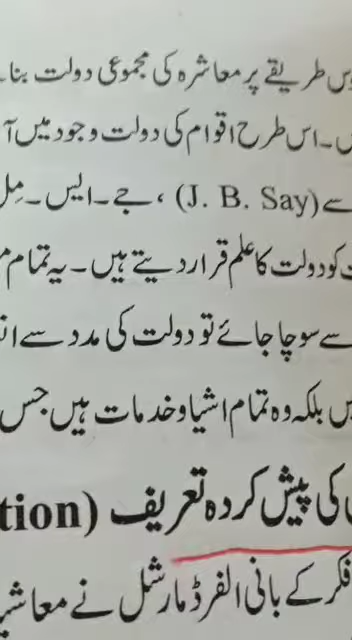 طریقے پر معاشرہ کی مجموعی دولت بنا
۔ اس طرح اقوام کی دولت وجود میں آ
سے (J. B. Say) ، جے۔ ایس۔ مل
کو دولت کا علم قرار دیتے ہیں۔ یہ تمام
سے سوچا جائے تو دولت کی مدد سے
بلکہ وہ تمام اشیا و خدمات ہیں جس
کی پیش کردہ تعریف (tion
فکر کے بانی الفرڈ مارشل نے معاشی